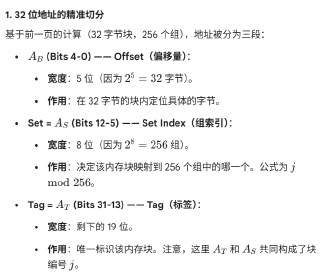 1. 32 位地址的精准切分
基于前一页的计算（32 字节块，256 个组），地址被分为三段：
• A_B (Bits 4-0) —— Offset（偏移量）：
• 宽度：5 位（因为 2^5 = 32 字节）。
• 作用：在 32 字节的块内定位具体的字节。
• Set = A_S (Bits 12-5) —— Set Index（组索引）：
• 宽度：8 位（因为 2^8 = 256 组）。
• 作用：决定该内存块映射到 256 个组中的哪一个。公式为 j
mod 256。
• Tag = A_T (Bits 31-13) —— Tag（标签）：
• 宽度：剩下的 19 位。
• 作用：唯一标识该内存块。注意，这里 A_T 和 A_S 共同构成了块
编号 j。